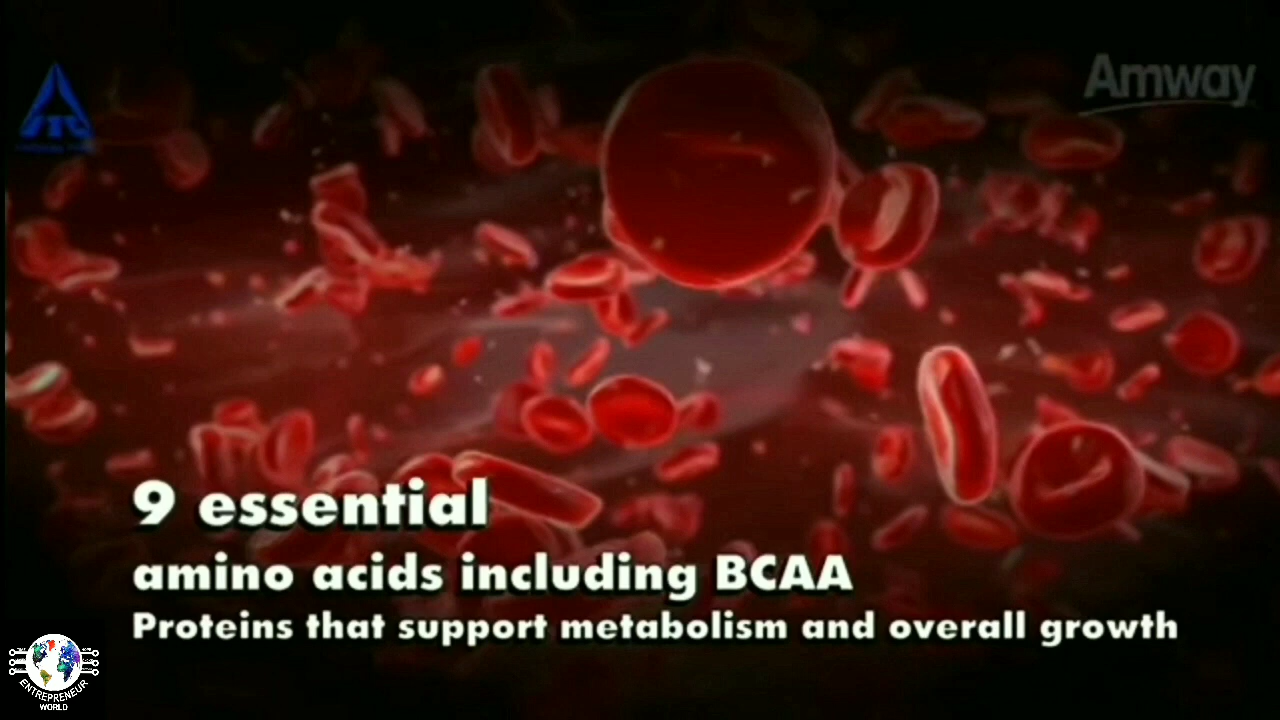 Amway
9 essential
amino acids including BCAA
Proteins that support metabolism and overall growth
ENTREPRENEUR
WORLD